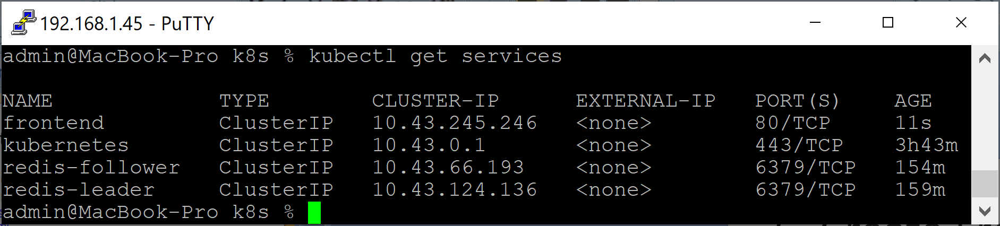 192.168.1.45 - PuTTY
admin@MacBook-Pro k8s % kubectl get services
NAME TYPE CLUSTER-IP EXTERNAL-IP PORT(S) AGE
frontend ClusterIP 10.43.245.246 <none> 80/TCP 11s
kubernetes ClusterIP 10.43.0.1 <none> 443/TCP 3h43m
redis-follower ClusterIP 10.43.66.193 <none> 6379/TCP 154m
redis-leader ClusterIP 10.43.124.136 <none> 6379/TCP 159m
admin@MacBook-Pro k8s %